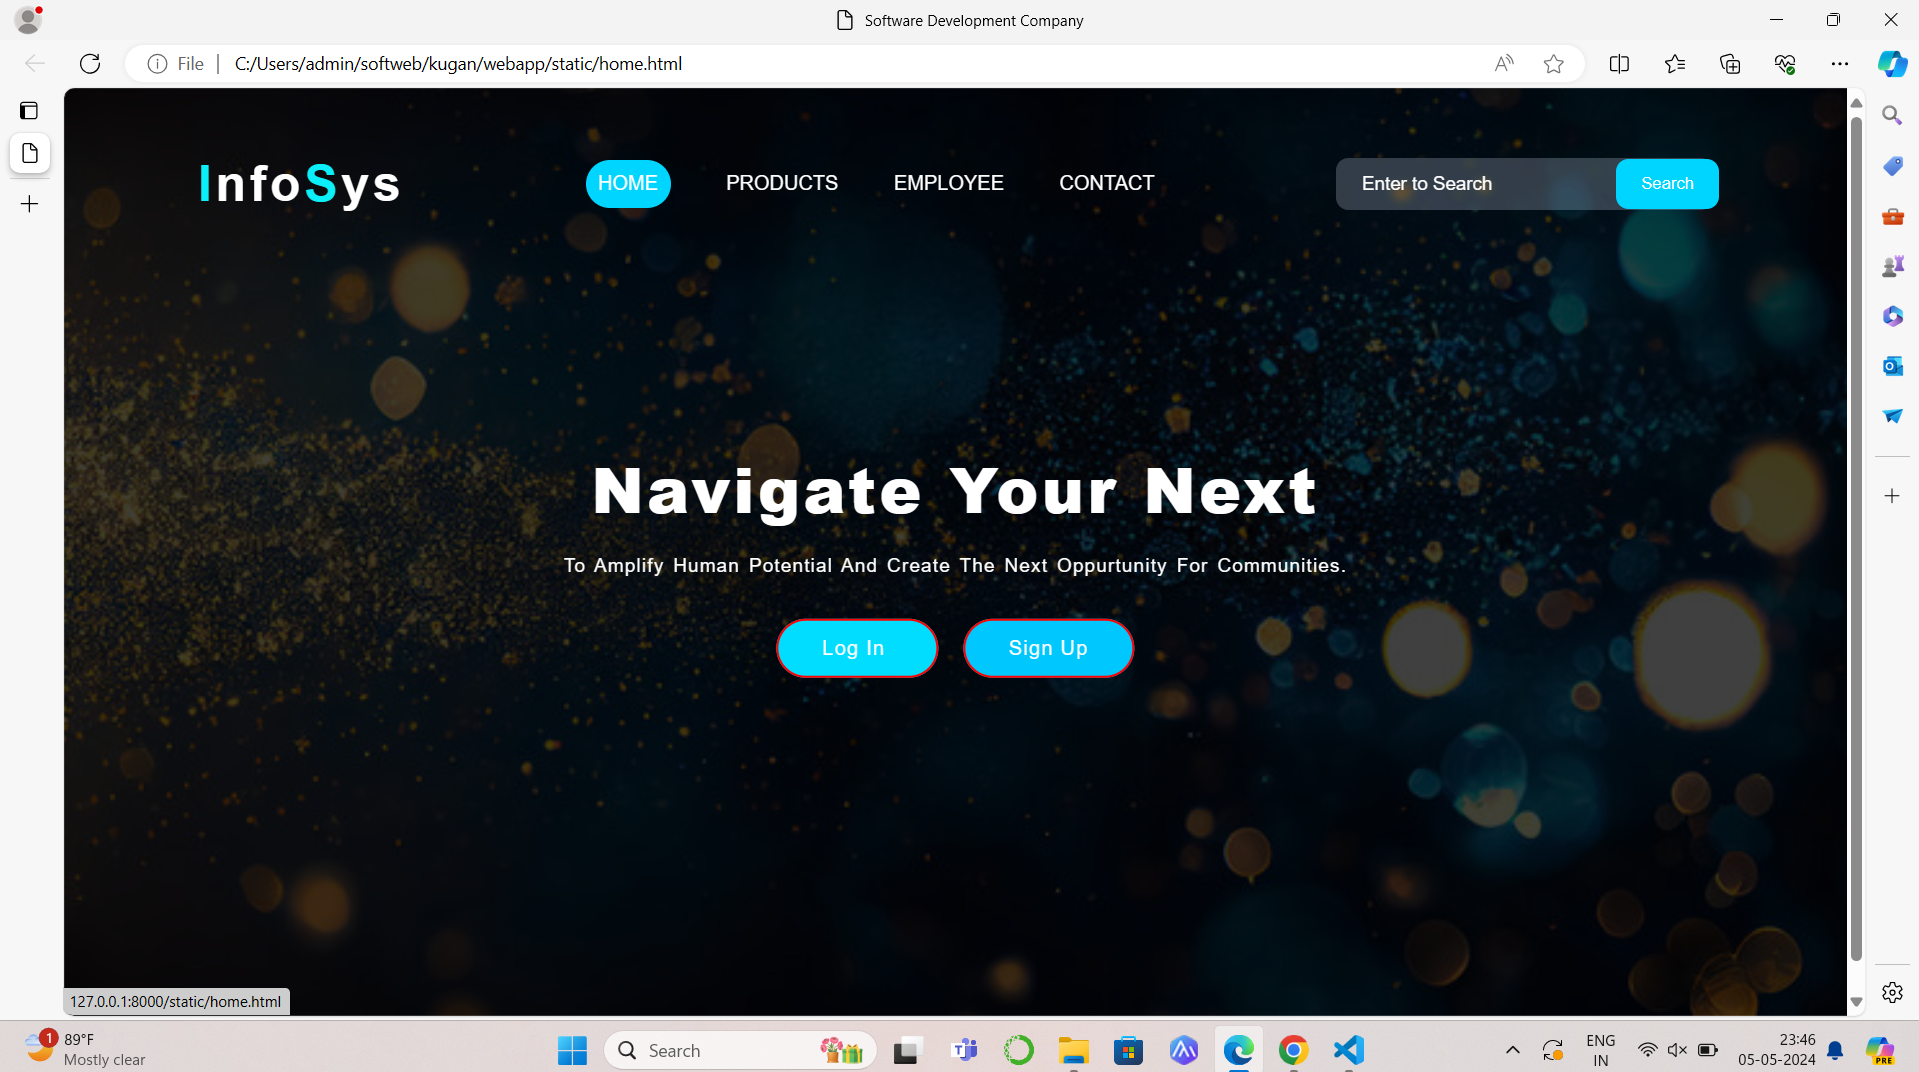 Software Development Company
File
C:/Users/admin/softweb/kugan/webapp/static/home.html
InfoSys
HOME
PRODUCTS
EMPLOYEE
CONTACT
Enter to Search
Search
Navigate Your Next
To Amplify Human Potential And Create The Next Oppurtunity For Communities.
Log In
Sign Up
127.0.0.1:8000/static/home.html
1
89°F
Mostly clear
Search
ENG
IN
23:46
05-05-2024
PRE